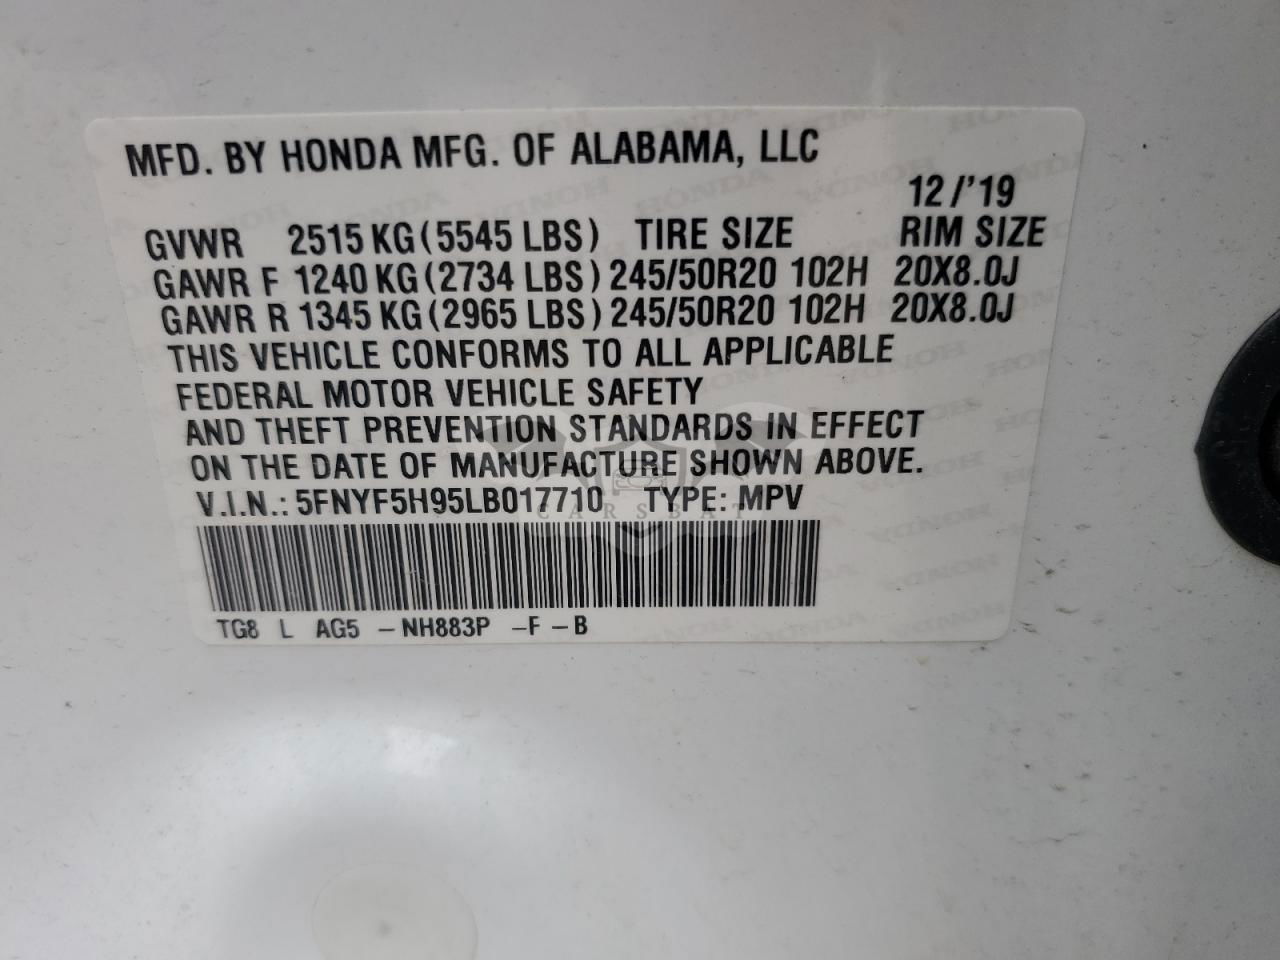 MFD. BY HONDA MFG. OF ALABAMA, LLC
12/'19
GVWR 2515 KG (5545 LBS) TIRE SIZE RIM SIZE
GAWR F 1240 KG (2734 LBS) 245/50R20 102H 20X8.0J
GAWR R 1345 KG (2965 LBS) 245/50R20 102H 20X8.0J
THIS VEHICLE CONFORMS TO ALL APPLICABLE
FEDERAL MOTOR VEHICLE SAFETY
AND THEFT PREVENTION STANDARDS IN EFFECT
ON THE DATE OF MANUFACTURE SHOWN ABOVE.
V.I.N.: 5FNYF5H95LB017710 TYPE: MPV
CARSBAT
TG8 L AG5 -NH883P -F -B